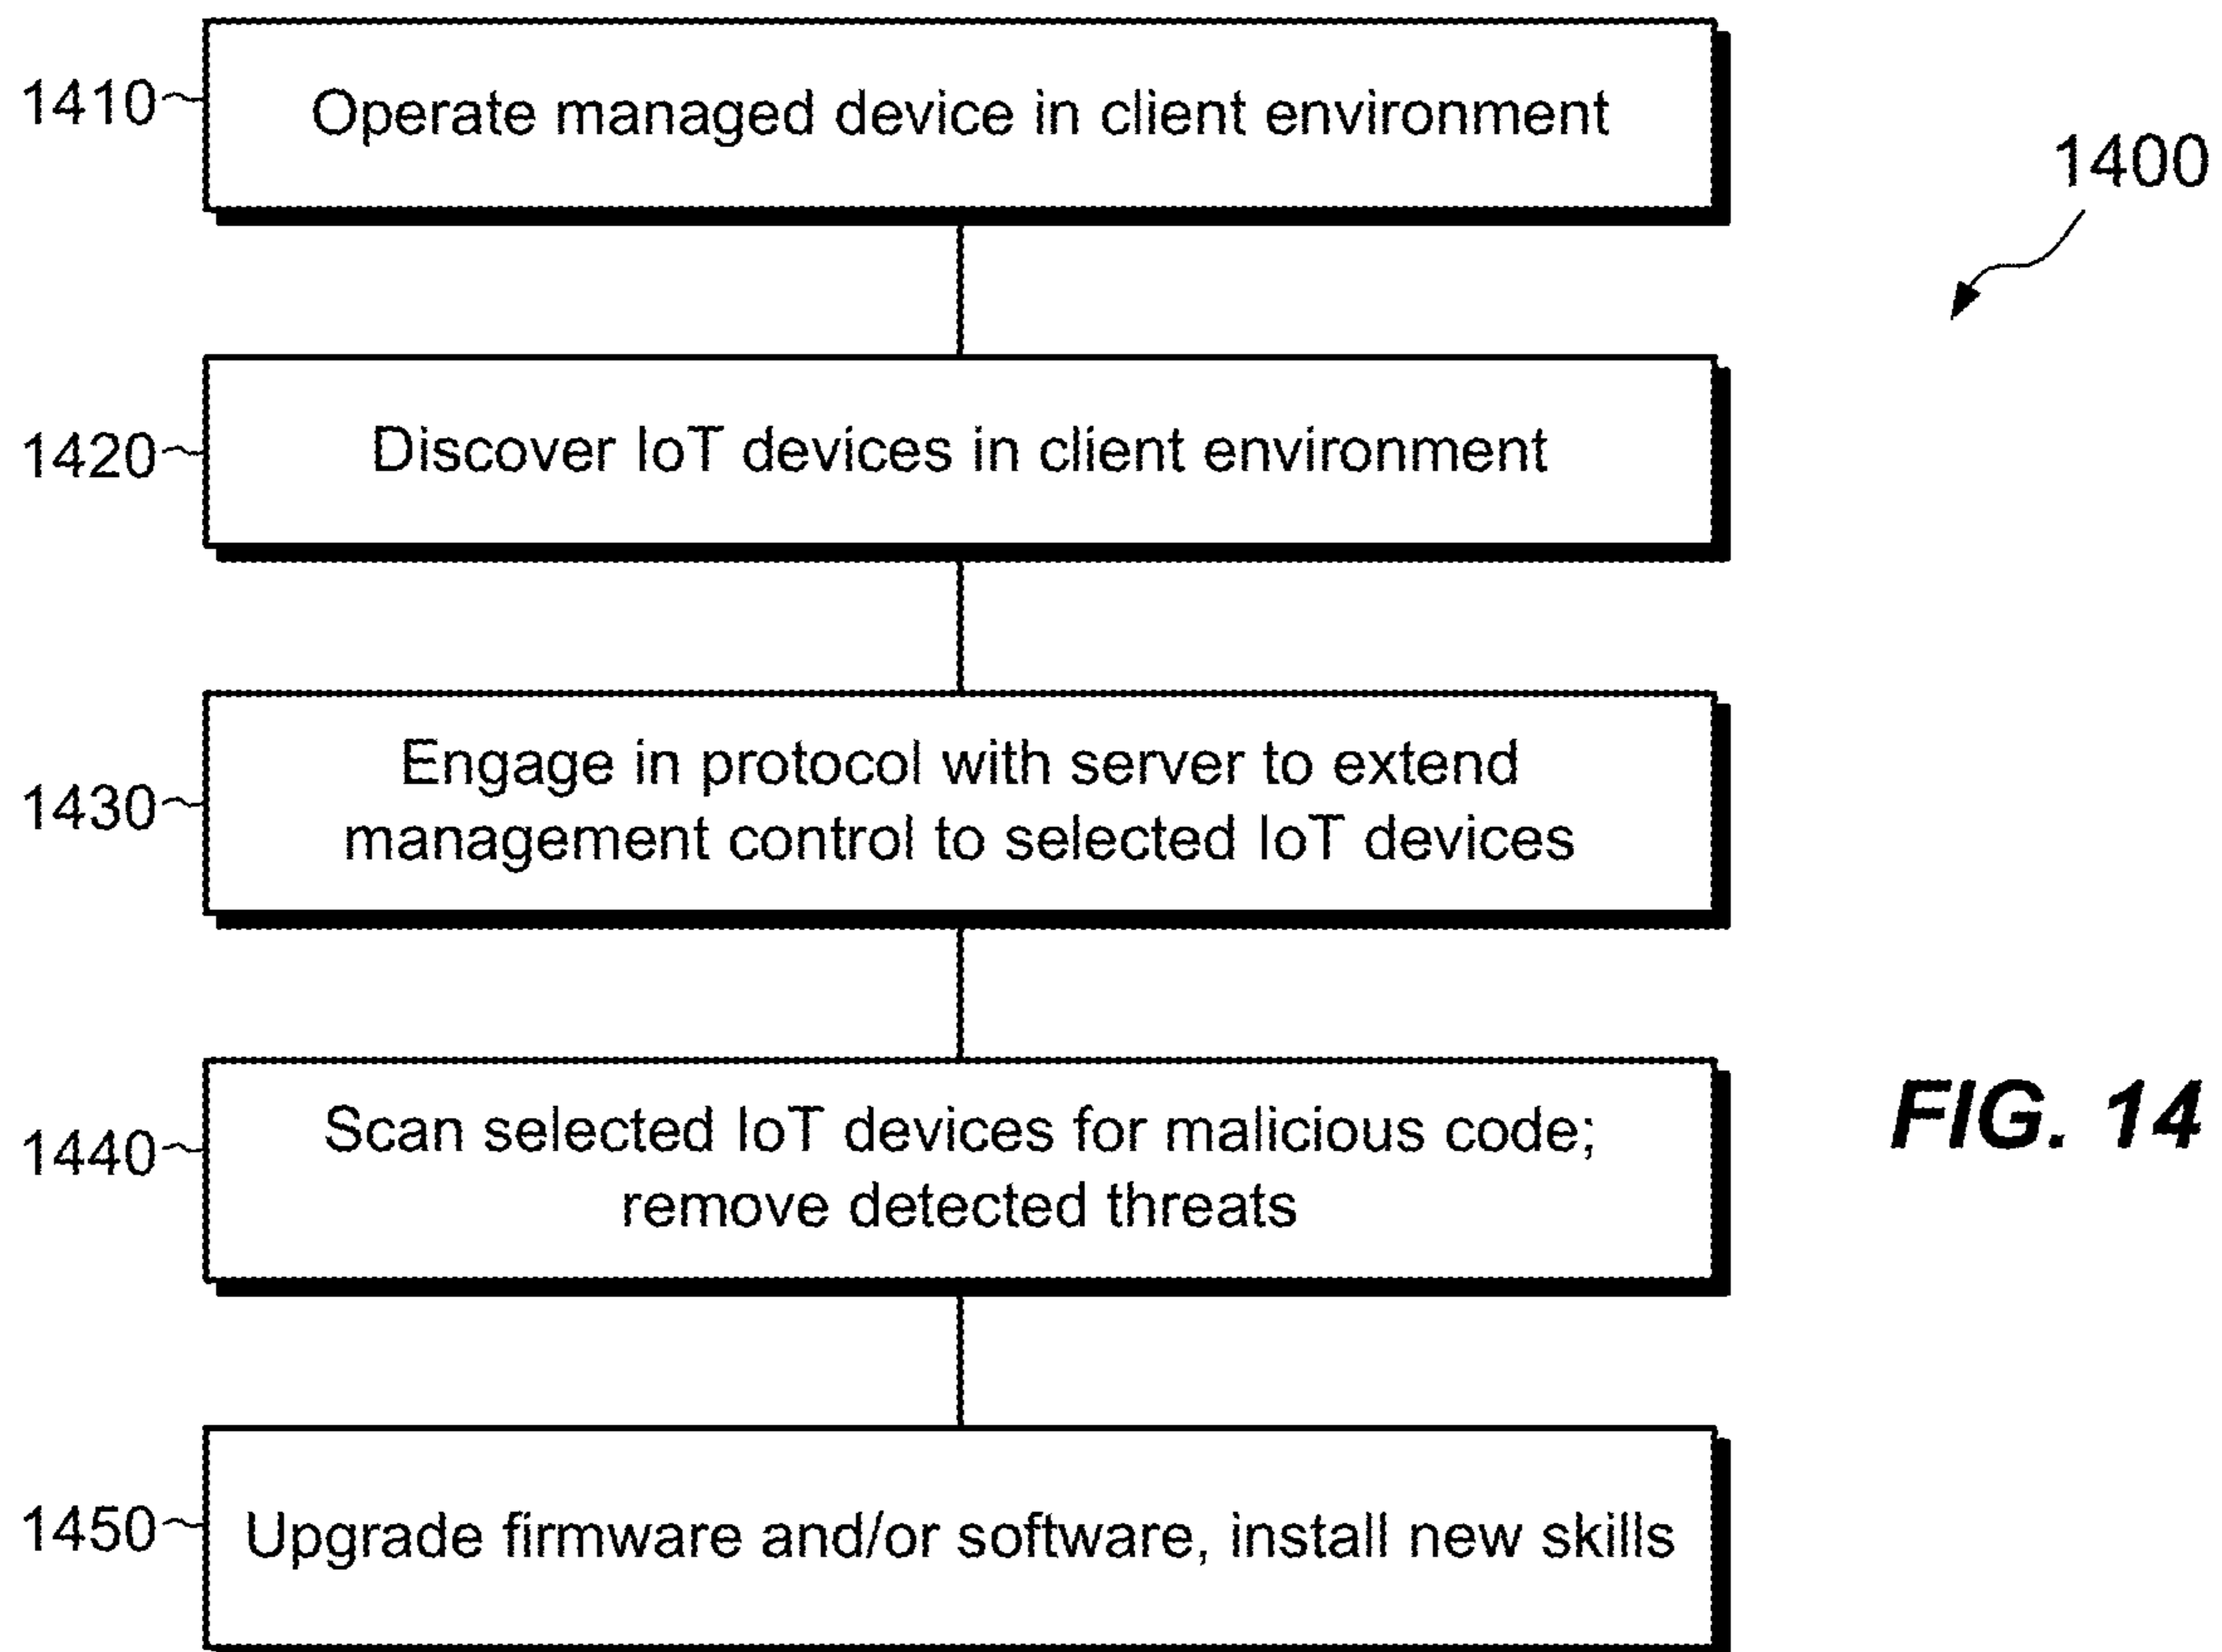 1410
Operate managed device in client environment
1400
1420
Discover IoT devices in client environment
1430
Engage in protocol with server to extend
management control to selected IoT devices
1440
Scan selected IoT devices for malicious code;
remove detected threats
FIG. 14
1450
Upgrade firmware and/or software, install new skills